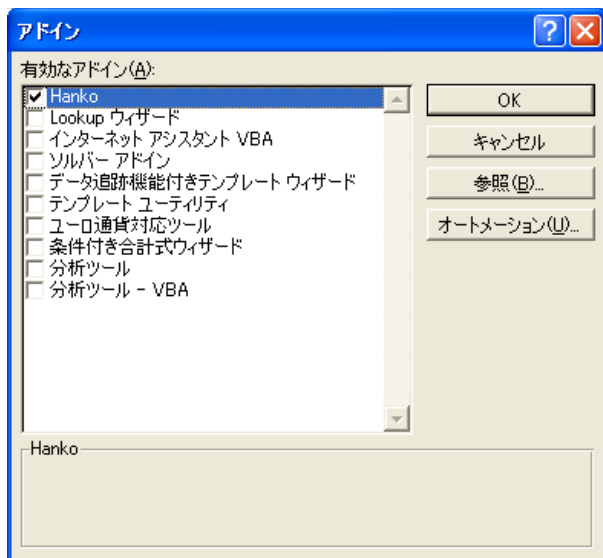 アドイン
有効なアドイン(A):
Hanko
Lookup ウィザード
インターネット アシスタント VBA
ソルバー アドイン
データ追跡機能付きテンプレート ウィザード
テンプレート ユーティリティ
ユーロ通貨対応ツール
条件付き合計式ウィザード
分析ツール
分析ツール - VBA
OK
キャンセル
参照(B)...
オートメーション(U)...
Hanko